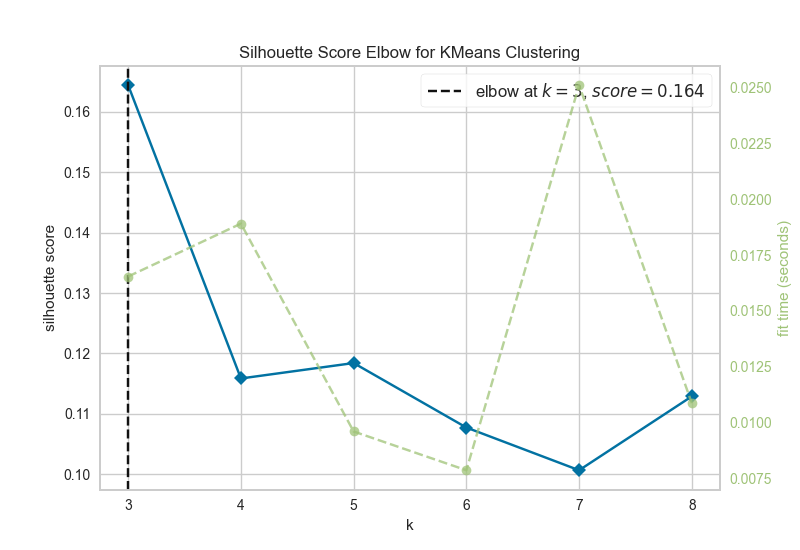 Silhouette Score Elbow for KMeans Clustering
elbow at k = 3, score = 0.164
silhouette score
0.16
0.15
0.14
0.13
0.12
0.11
0.10
0.0250
0.0225
0.0200
0.0175
0.0150
0.0125
0.0100
0.0075
fit time (seconds)
3 4 5 6 7 8
k